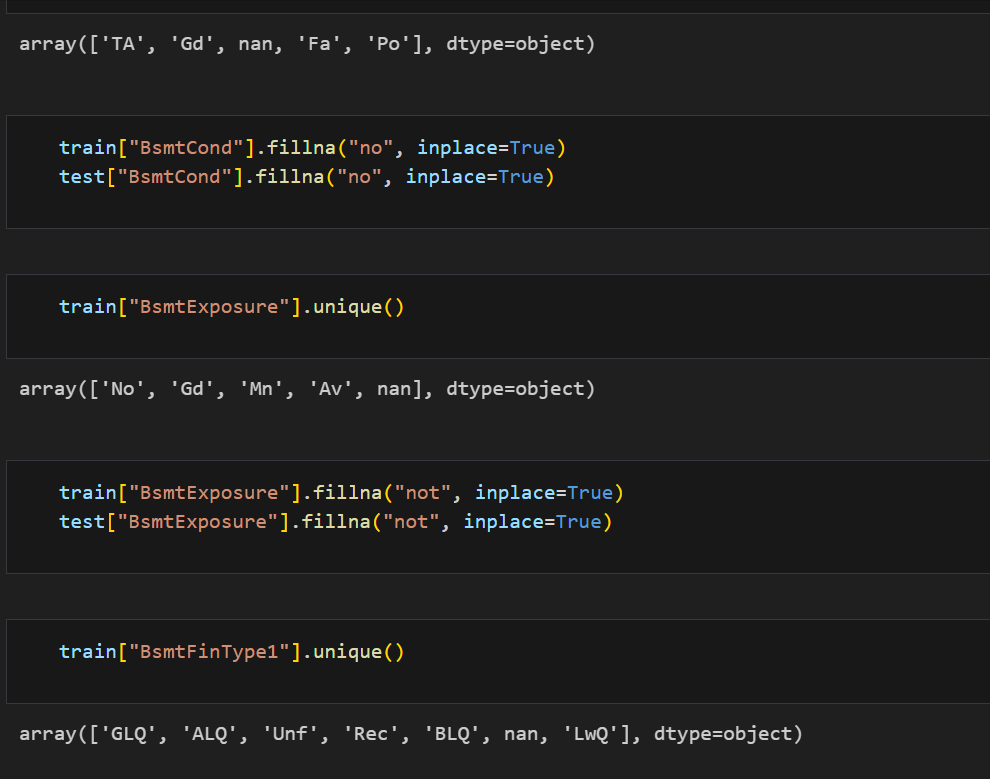 array(['TA', 'Gd', nan, 'Fa', 'Po'], dtype=object)
train["BsmtCond"].fillna("no", inplace=True)
test["BsmtCond"].fillna("no", inplace=True)
train["BsmtExposure"].unique()
array(['No', 'Gd', 'Mn', 'Av', nan], dtype=object)
train["BsmtExposure"].fillna("not", inplace=True)
test["BsmtExposure"].fillna("not", inplace=True)
train["BsmtFinType1"].unique()
array(['GLQ', 'ALQ', 'Unf', 'Rec', 'BLQ', nan, 'LwQ'], dtype=object)